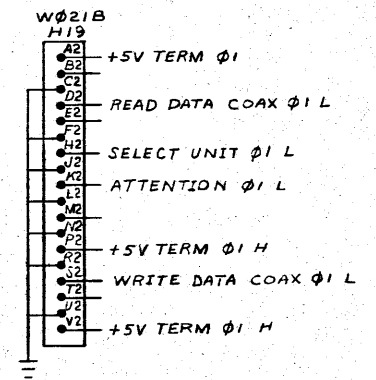 WØ21B
H19
A2 +5V TERM Ø1
B2
C2
D2 READ DATA COAX Ø1 L
E2
F2
H2 SELECT UNIT Ø1 L
J2
K2 ATTENTION Ø1 L
L2
M2
N2
P2 +5V TERM Ø1 H
R2
S2 WRITE DATA COAX Ø1 L
T2
U2
V2 +5V TERM Ø1 H